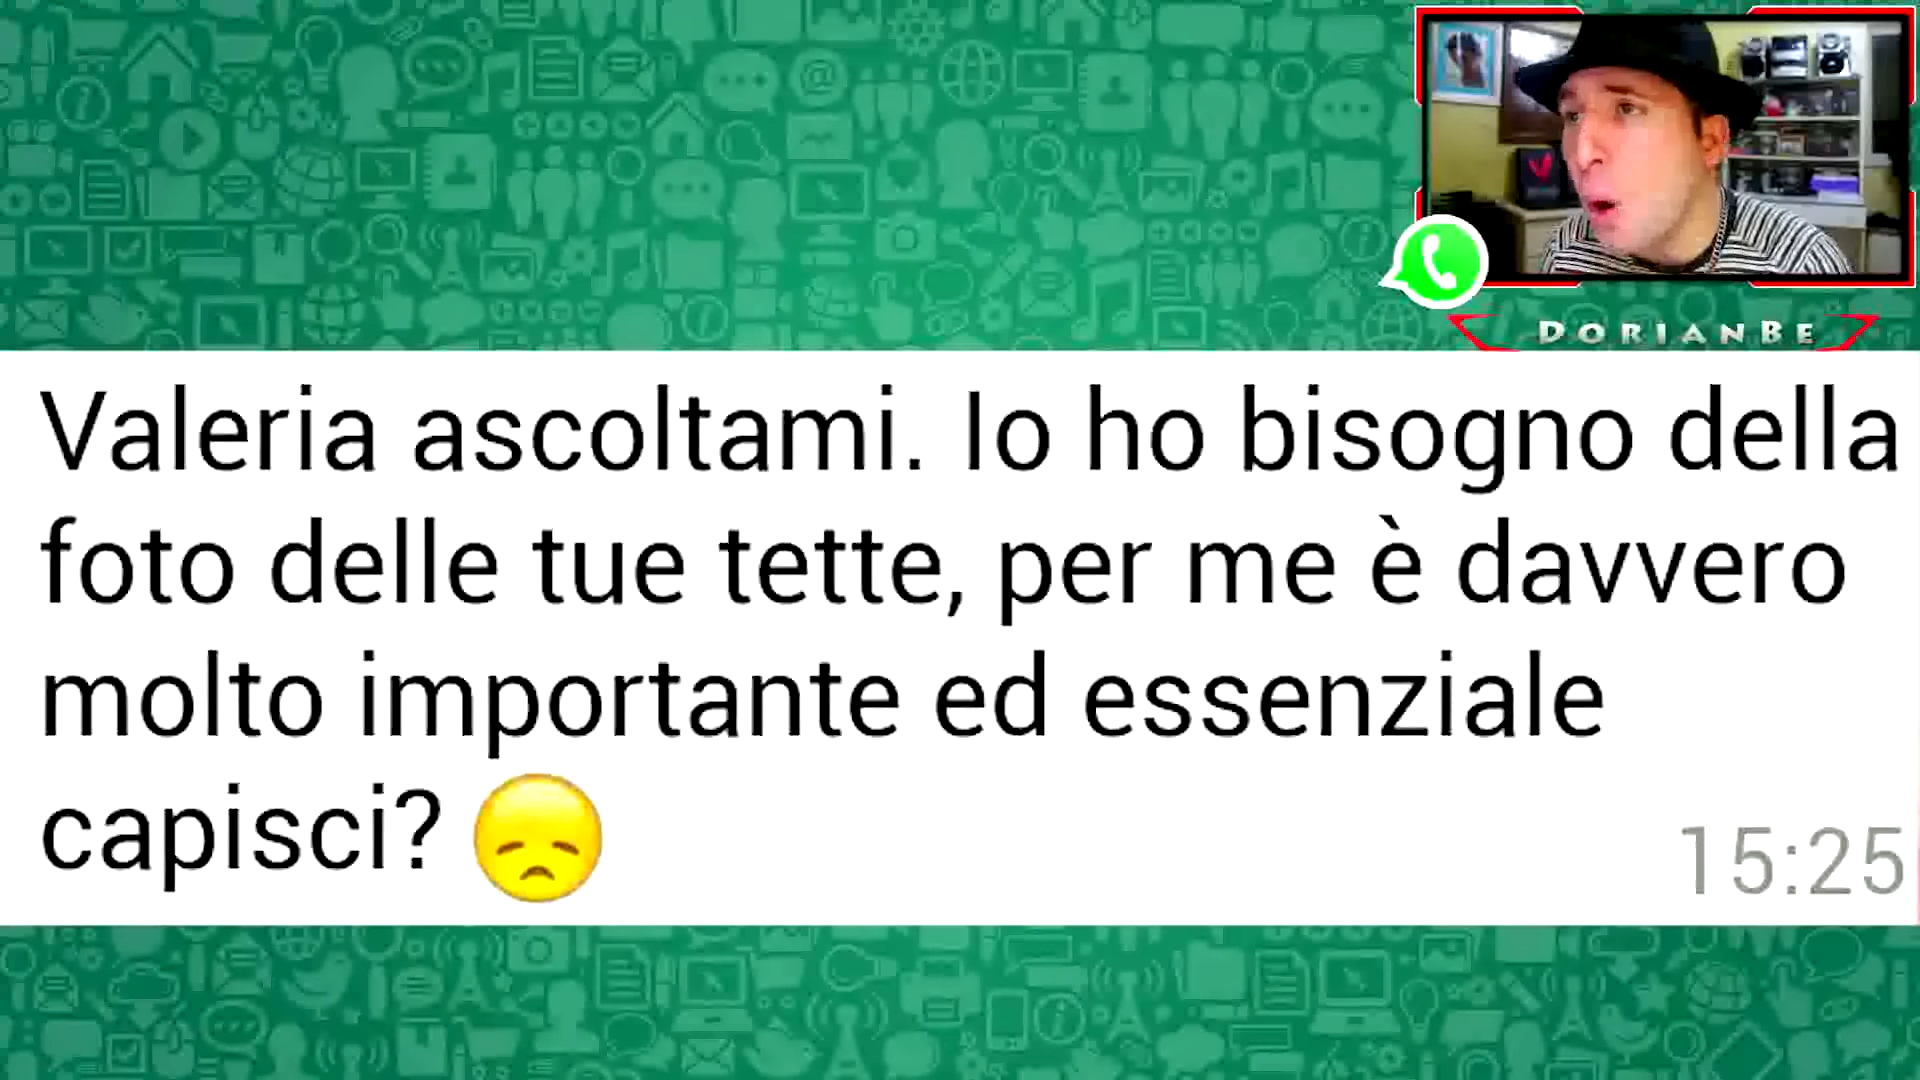 DORIANBE
Valeria ascoltami. Io ho bisogno della
foto delle tue tette, per me è davvero
molto importante ed essenziale
capisci? 😞
15:25